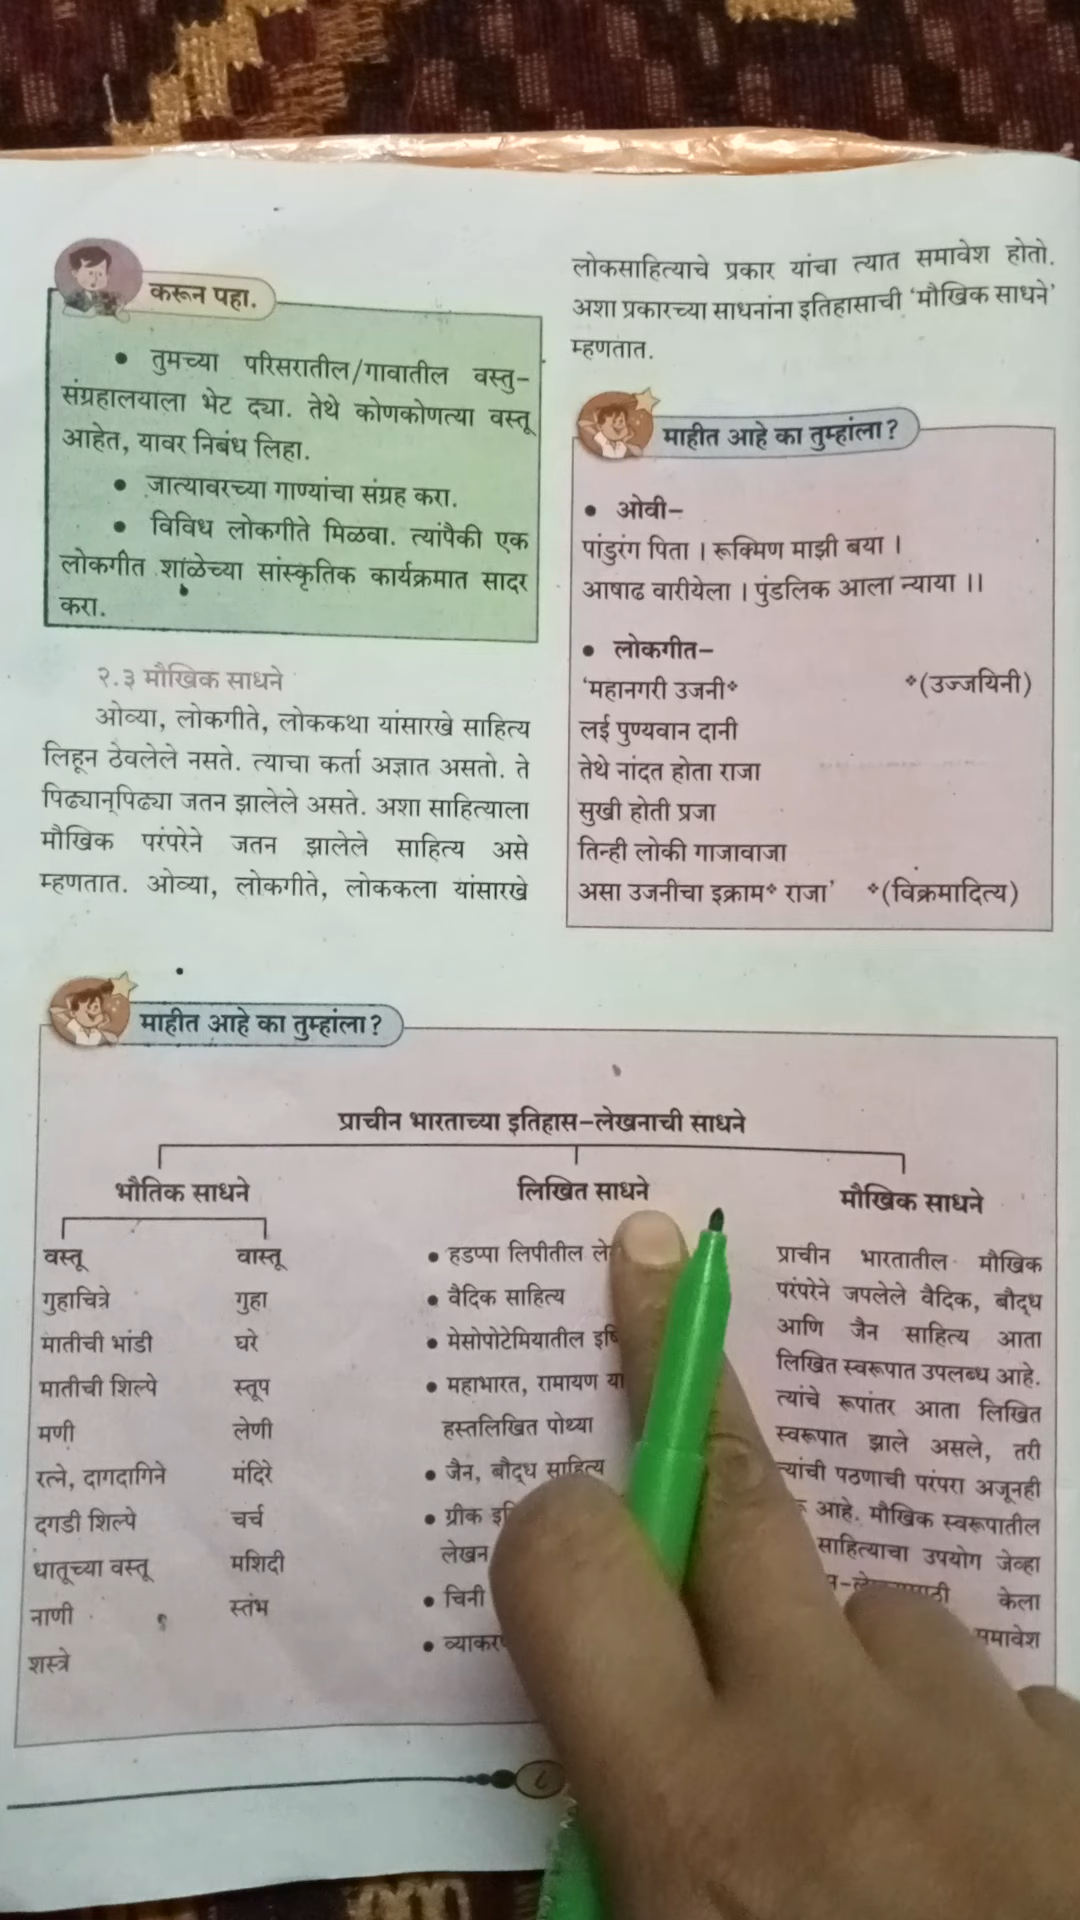 करून पहा.
• तुमच्या परिसरातील/गावातील वस्तु-
संग्रहालयाला भेट द्या. तेथे कोणकोणत्या वस्तू
आहेत, यावर निबंध लिहा.
• जात्यावरच्या गाण्यांचा संग्रह करा.
• विविध लोकगीते मिळवा. त्यांपैकी एक
लोकगीत शाळेच्या सांस्कृतिक कार्यक्रमात सादर
करा.
२.३ मौखिक साधने
ओव्या, लोकगीते, लोककथा यांसारखे साहित्य
लिहून ठेवलेले नसते. त्याचा कर्ता अज्ञात असतो. ते
पिढ्यान्‌पिढ्या जतन झालेले असते. अशा साहित्याला
मौखिक परंपरेने जतन झालेले साहित्य असे
म्हणतात. ओव्या, लोकगीते, लोककला यांसारखे
लोकसाहित्याचे प्रकार यांचा त्यात समावेश होतो.
अशा प्रकारच्या साधनांना इतिहासाची ‘मौखिक साधने’
म्हणतात.
माहीत आहे का तुम्हांला?
• ओवी–
पांडुरंग पिता । रूक्मिण माझी बया ।
आषाढ वारीयेला । पुंडलिक आला न्याया ।।
• लोकगीत–
‘महानगरी उजनी❖ ❖(उज्जयिनी)
लई पुण्यवान दानी
तेथे नांदत होता राजा
सुखी होती प्रजा
तिन्ही लोकी गाजावाजा
असा उजनीचा इक्राम❖ राजा’ ❖(विक्रमादित्य)
माहीत आहे का तुम्हांला?
प्राचीन भारताच्या इतिहास-लेखनाची साधने
भौतिक साधने
वस्तू वास्तू
गुहाचित्रे गुहा
मातीची भांडी घरे
मातीची शिल्पे स्तूप
मणी लेणी
रत्ने, दागदागिने मंदिरे
दगडी शिल्पे चर्च
धातूच्या वस्तू मशिदी
नाणी स्तंभ
शस्त्रे
लिखित साधने
• हडप्पा लिपीतील
• वैदिक साहित्य
• मेसोपोटेमियातील
• महाभारत, रामायण
हस्तलिखित पोथ्या
• जैन, बौद्ध साहित्य
• ग्रीक
लेखन
• चिनी
•
मौखिक साधने
प्राचीन भारतातील मौखिक
परंपरेने जपलेले वैदिक, बौद्ध
आणि जैन साहित्य आता
लिखित स्वरूपात उपलब्ध आहे.
त्यांचे रूपांतर आता लिखित
स्वरूपात झाले असले, तरी
त्यांची पठणाची परंपरा अजूनही
आहे. मौखिक स्वरूपातील
साहित्याचा उपयोग जेव्हा
केला
समावेश
८